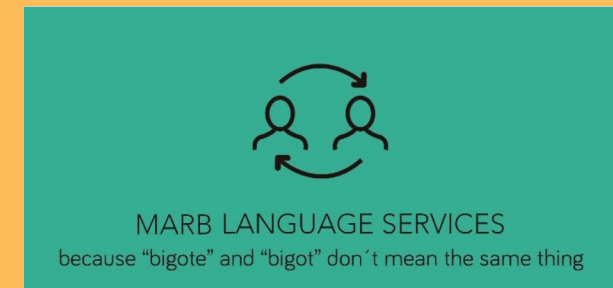 MARB LANGUAGE SERVICES
because “bigote” and “bigot” don´t mean the same thing